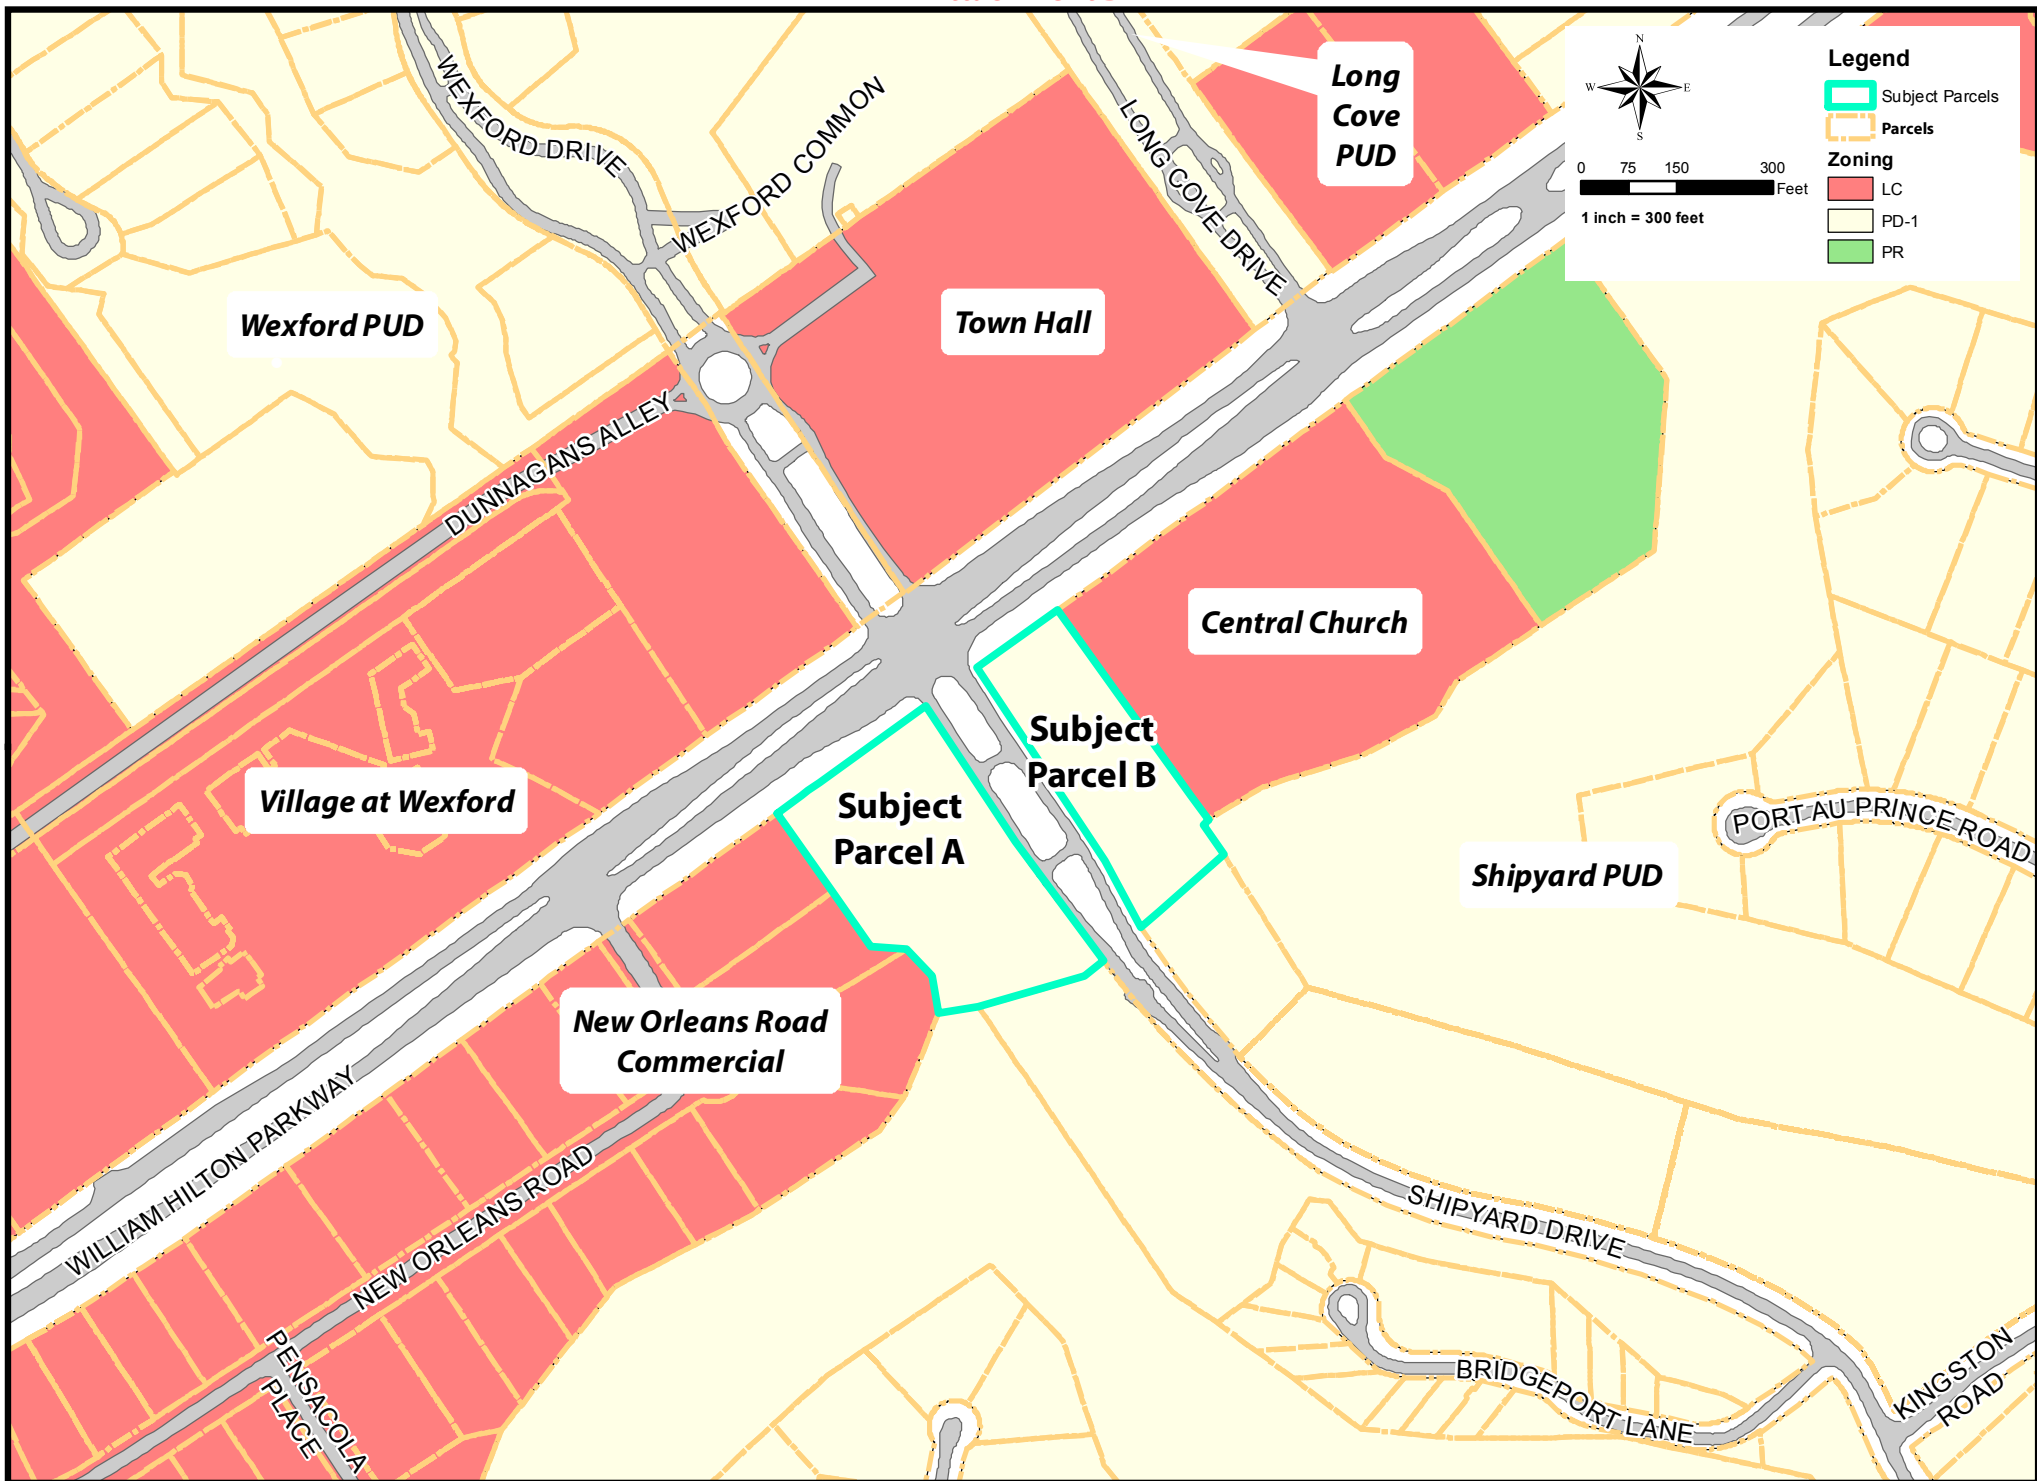 WEXFORD DRIVE
WEXFORD COMMON
LONG COVE DRIVE
Long
Cove
PUD
N
W
E
S
0 75 150 300
Feet
1 inch = 300 feet
Legend
Subject Parcels
Parcels
Zoning
LC
PD-1
PR
Wexford PUD
Town Hall
DUNNAGANS ALLEY
Central Church
Subject
Parcel B
Village at Wexford
Subject
Parcel A
PORT AU PRINCE ROAD
Shipyard PUD
New Orleans Road
Commercial
WILLIAM HILTON PARKWAY
NEW ORLEANS ROAD
SHIPYARD DRIVE
PENSACOLA
PLACE
BRIDGEPORT LANE
KINGSTON
ROAD